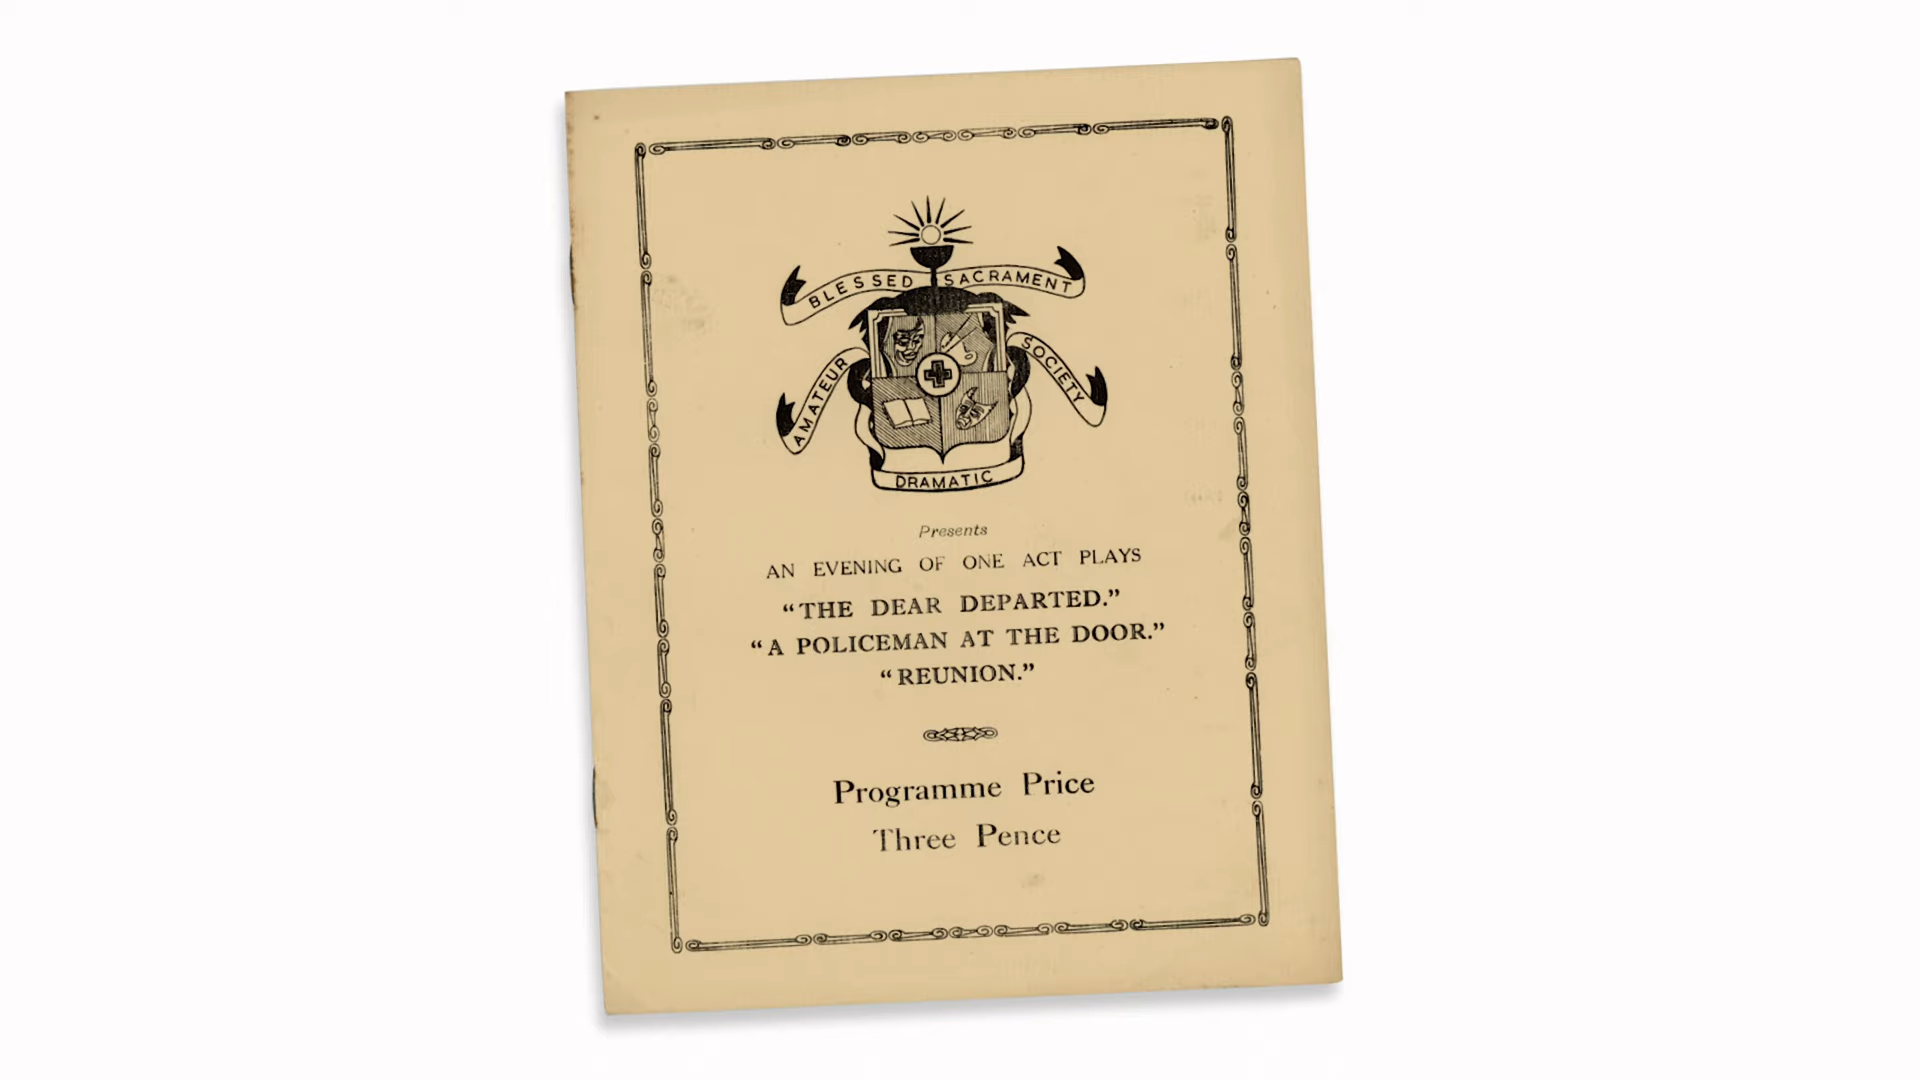 BLESSED SACRAMENT
AMATEUR
SOCIETY
DRAMATIC
Presents
AN EVENING OF ONE ACT PLAYS
“THE DEAR DEPARTED.”
“A POLICEMAN AT THE DOOR.”
“REUNION.”
Programme Price
Three Pence